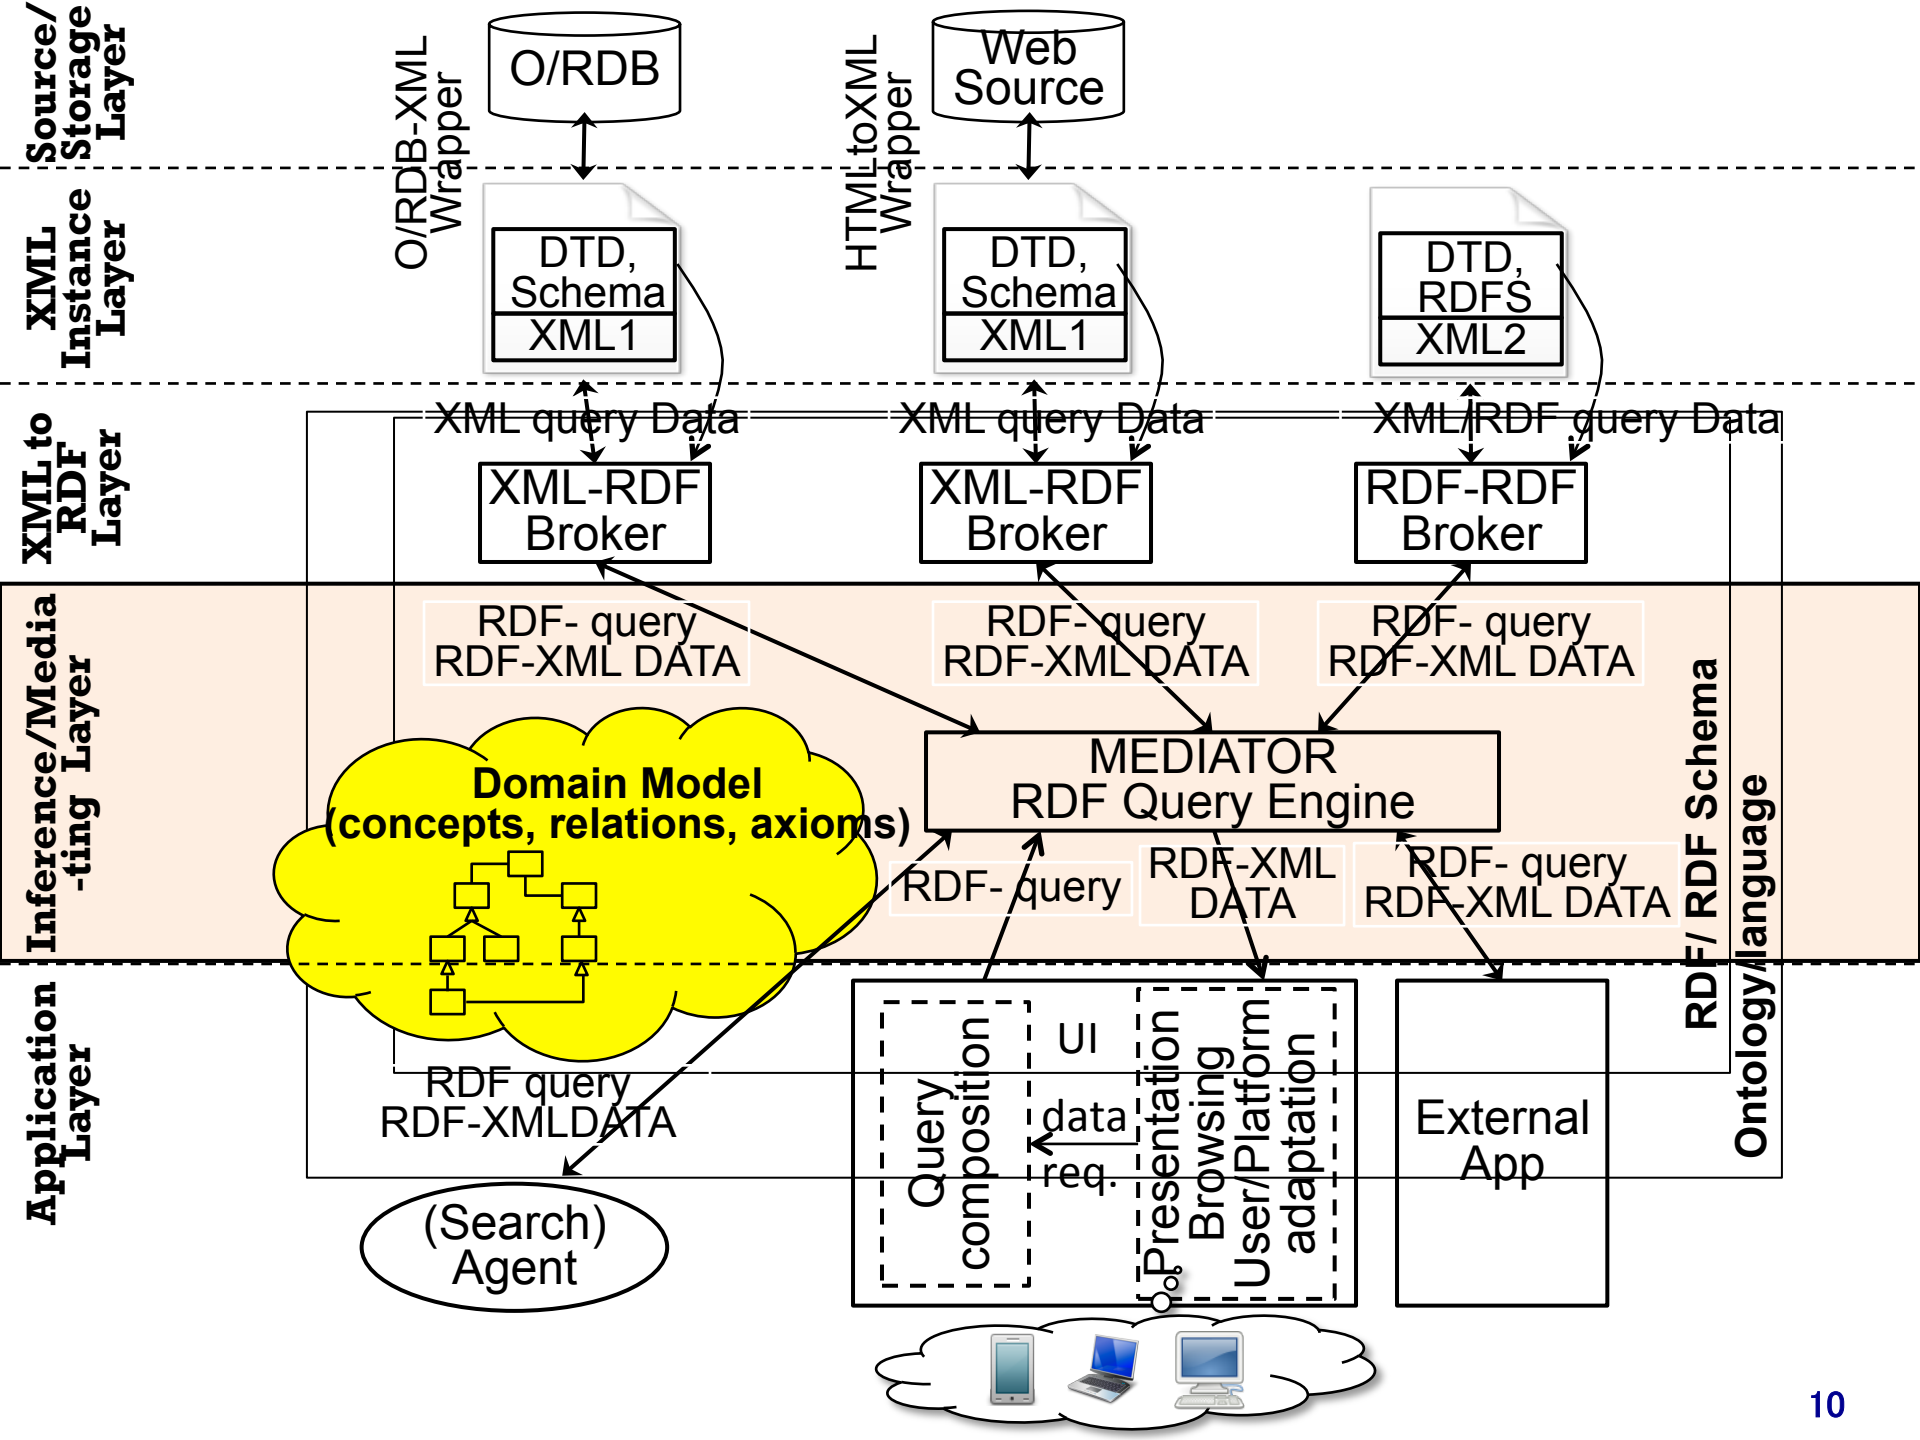 Source/
Storage
Layer
O/RDB-XML
Wrapper
O/RDB
HTMLtoXML
Wrapper
Web
Source
XML
Instance
Layer
DTD,
Schema
XML1
DTD,
Schema
XML1
DTD,
RDFS
XML2
XML to
RDF
Layer
XML query Data
XML query Data
XML/RDF query Data
XML-RDF
Broker
XML-RDF
Broker
RDF-RDF
Broker
Inference/Media
-ting Layer
RDF- query
RDF-XML DATA
RDF- query
RDF-XML DATA
RDF- query
RDF-XML DATA
MEDIATOR
RDF Query Engine
Domain Model
(concepts, relations, axioms)
RDF- query
RDF-XML
DATA
RDF- query
RDF-XML DATA
RDF/ RDF Schema
Ontology/language
Application
Layer
RDF query
RDF-XMLDATA
(Search)
Agent
Query
composition
UI
data
req.
Presentation
Browsing
User/Platform
adaptation
External
App
10